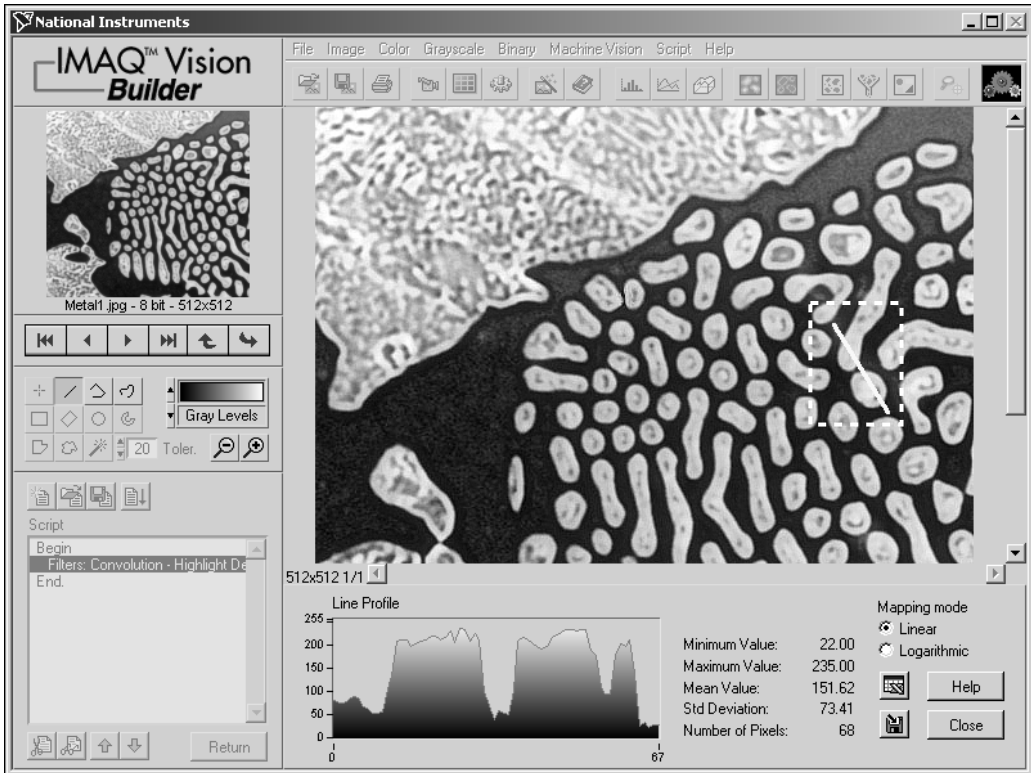 National Instruments
IMAQ™ Vision
Builder
File Image Color Grayscale Binary Machine Vision Script Help
Metal1.jpg - 8 bit - 512x512
Gray Levels
20 Toler.
Script
Begin
Filters: Convolution - Highlight De
End.
Return
512x512 1/1
Line Profile
255
200
150
100
50
0
0
67
Minimum Value: 22.00
Maximum Value: 235.00
Mean Value: 151.62
Std Deviation: 73.41
Number of Pixels: 68
Mapping mode
Linear
Logarithmic
Help
Close